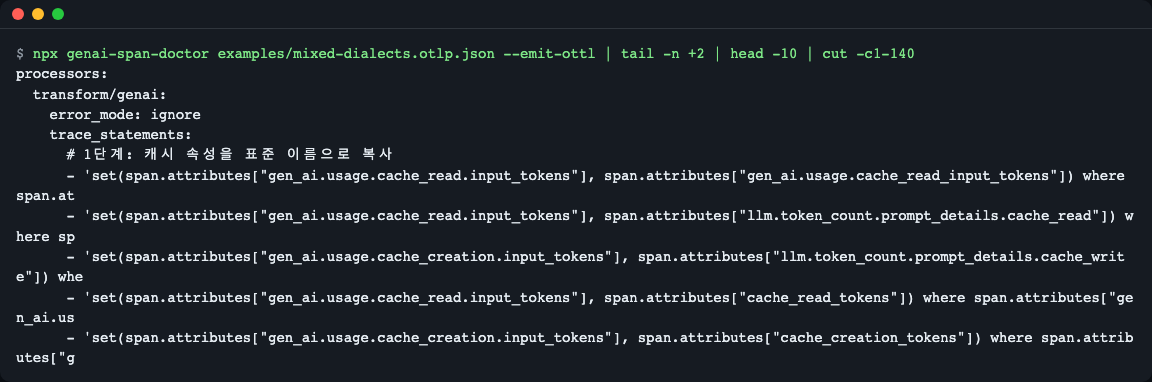 $ npx genai-span-doctor examples/mixed-dialects.otlp.json --emit-ottl | tail -n +2 | head -10 | cut -c1-140
processors:
  transform/genai:
    error_mode: ignore
    trace_statements:
      # 1단계: 캐시 속성을 표준 이름으로 복사
      - 'set(span.attributes["gen_ai.usage.cache_read.input_tokens"], span.attributes["gen_ai.usage.cache_read_input_tokens"]) where
span.at
      - 'set(span.attributes["gen_ai.usage.cache_read.input_tokens"], span.attributes["llm.token_count.prompt_details.cache_read"]) w
here sp
      - 'set(span.attributes["gen_ai.usage.cache_creation.input_tokens"], span.attributes["llm.token_count.prompt_details.cache_writ
e"]) whe
      - 'set(span.attributes["gen_ai.usage.cache_read.input_tokens"], span.attributes["cache_read_tokens"]) where span.attributes["ge
n_ai.us
      - 'set(span.attributes["gen_ai.usage.cache_creation.input_tokens"], span.attributes["cache_creation_tokens"]) where span.attrib
utes["g